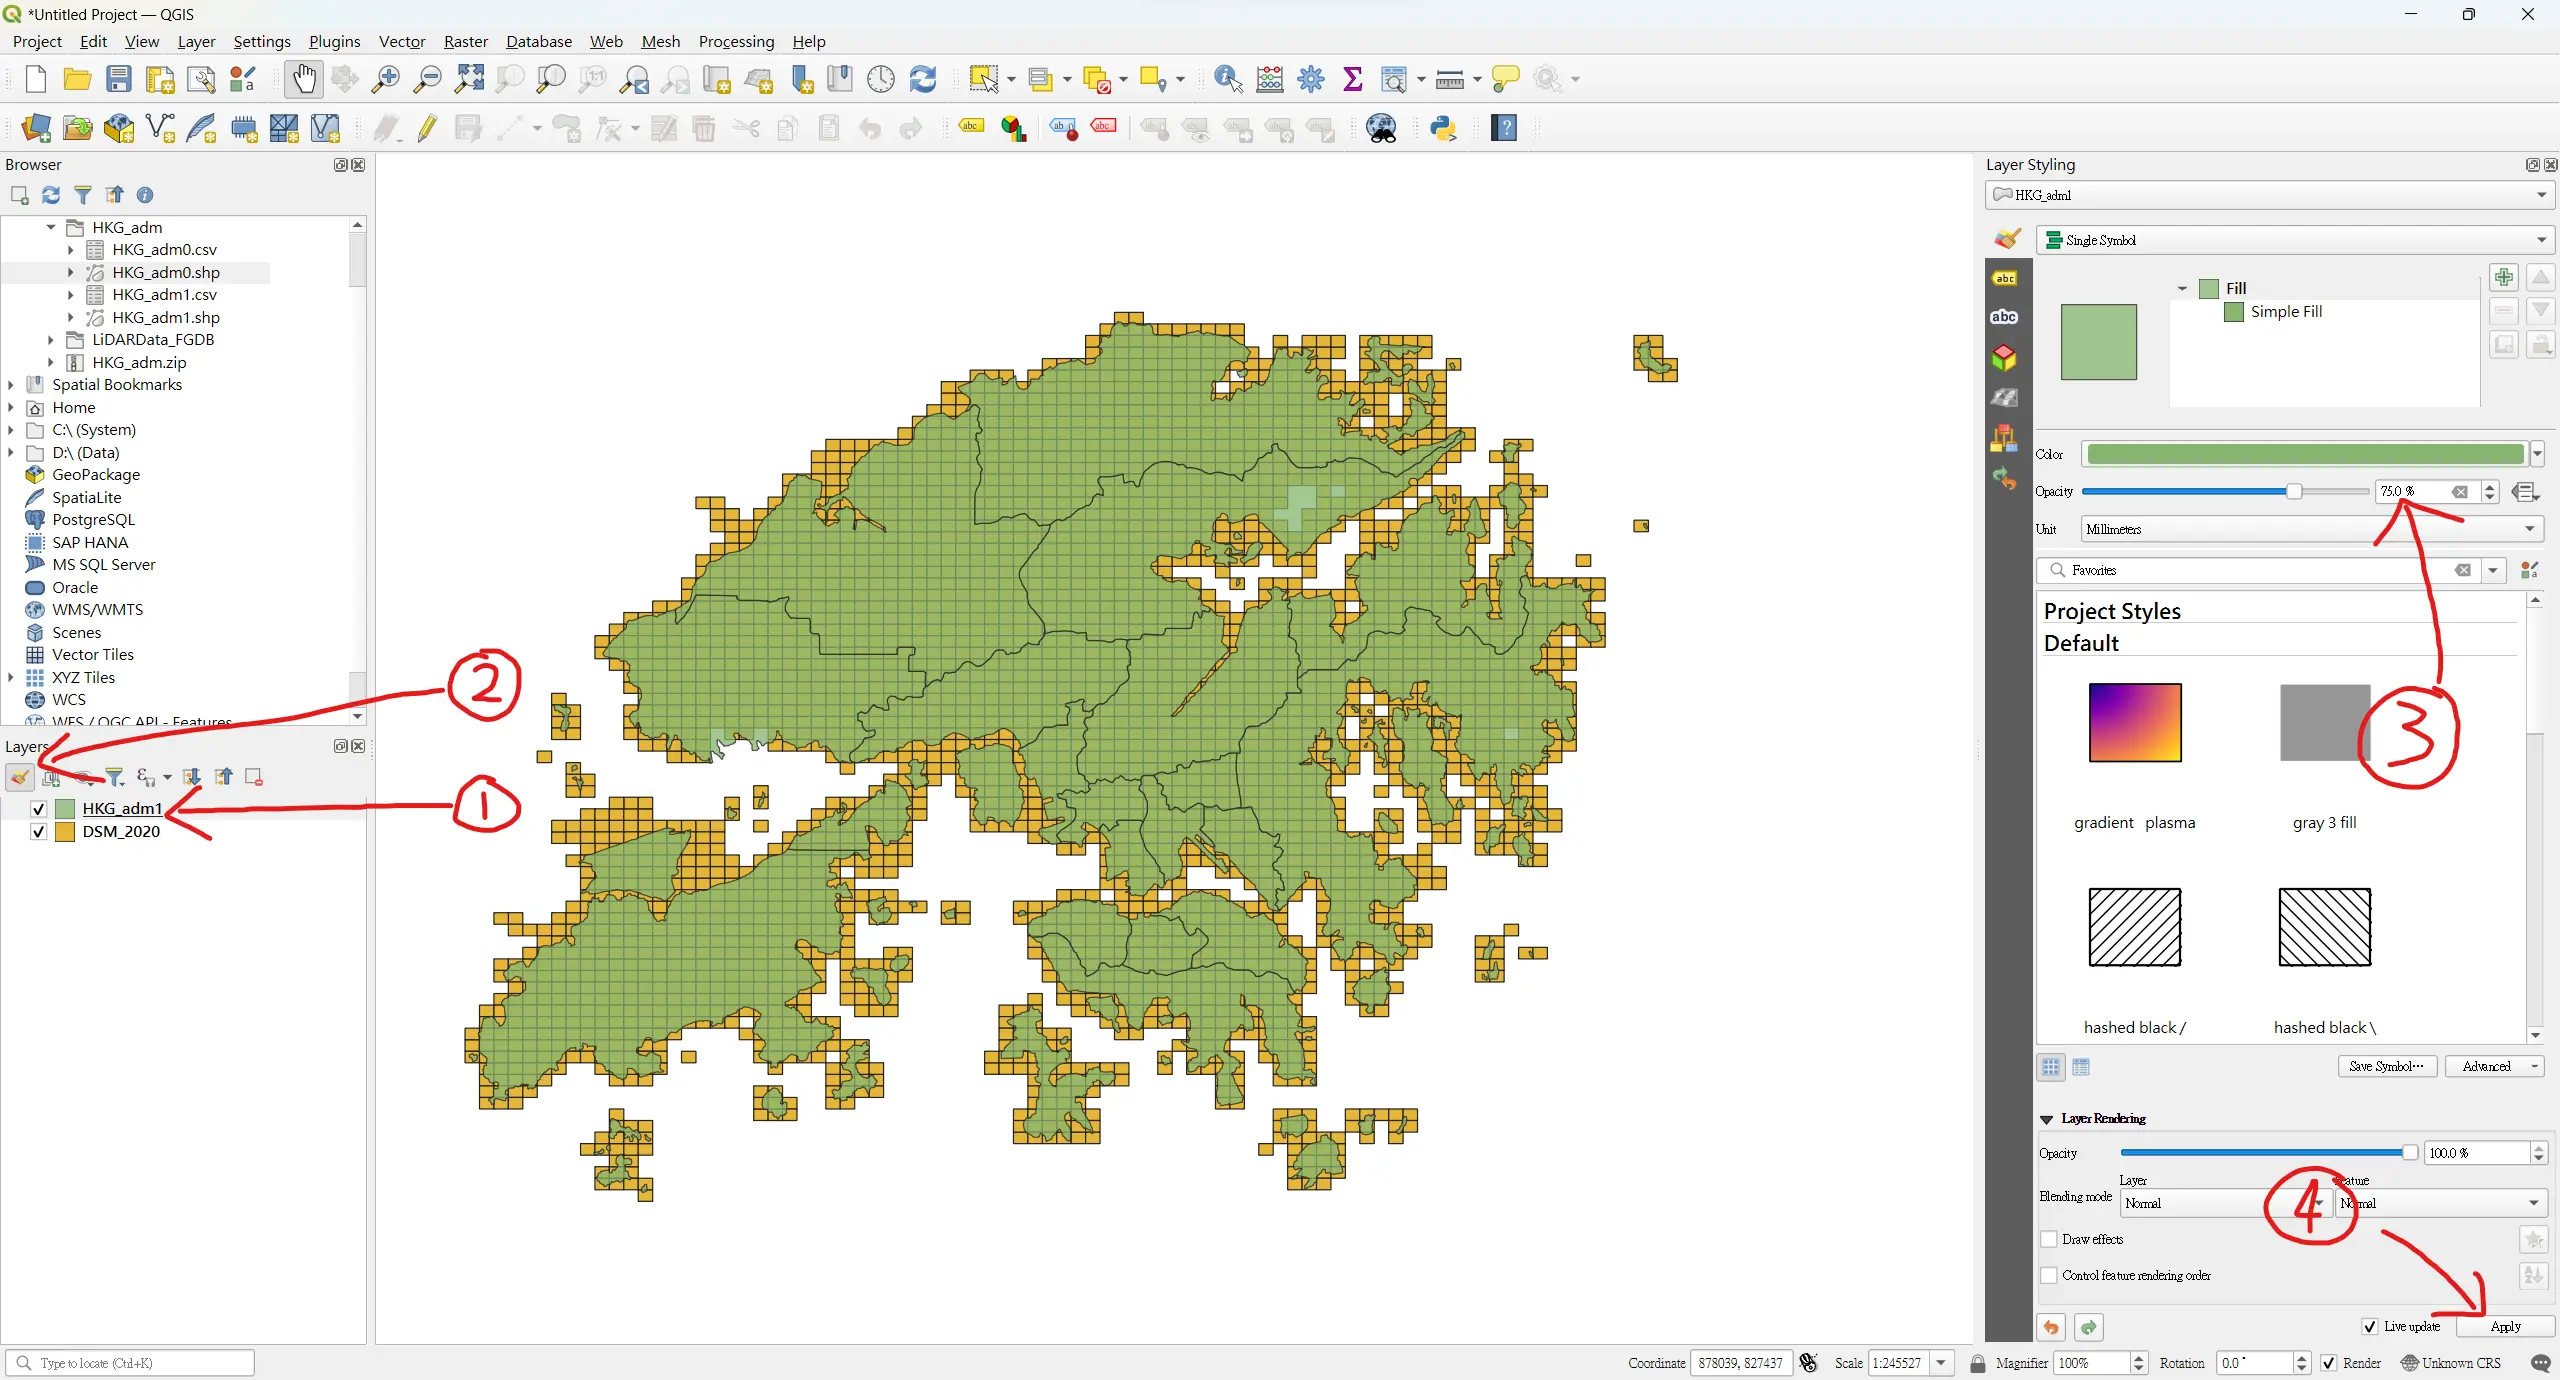 *Untitled Project — QGIS
Project Edit View Layer Settings Plugins Vector Raster Database Web Mesh Processing Help
Browser
HKG_adm
HKG_adm0.csv
HKG_adm0.shp
HKG_adm1.csv
HKG_adm1.shp
LiDARData_FGDB
HKG_adm.zip
Spatial Bookmarks
Home
C:\ (System)
D:\ (Data)
GeoPackage
SpatiaLite
PostgreSQL
SAP HANA
MS SQL Server
Oracle
WMS/WMTS
Scenes
Vector Tiles
XYZ Tiles
WCS
WFS / OGC API - Features
Layers
HKG_adm1
DSM_2020
2
1
Layer Styling
HKG_adm1
Single Symbol
Fill
Simple Fill
Color
Opacity 75.0 %
Unit Millimeters
Favorites
Project Styles
Default
3
gradient plasma
gray 3 fill
hashed black /
hashed black \
Save Symbol…
Advanced
Layer Rendering
Opacity 100.0 %
Layer Feature
Blending mode Normal Normal
4
Draw effects
Control feature rendering order
Live update Apply
Type to locate (Ctrl+K)
Coordinate 878039, 827437 Scale 1:245527 Magnifier 100% Rotation 0.0 ° Render Unknown CRS